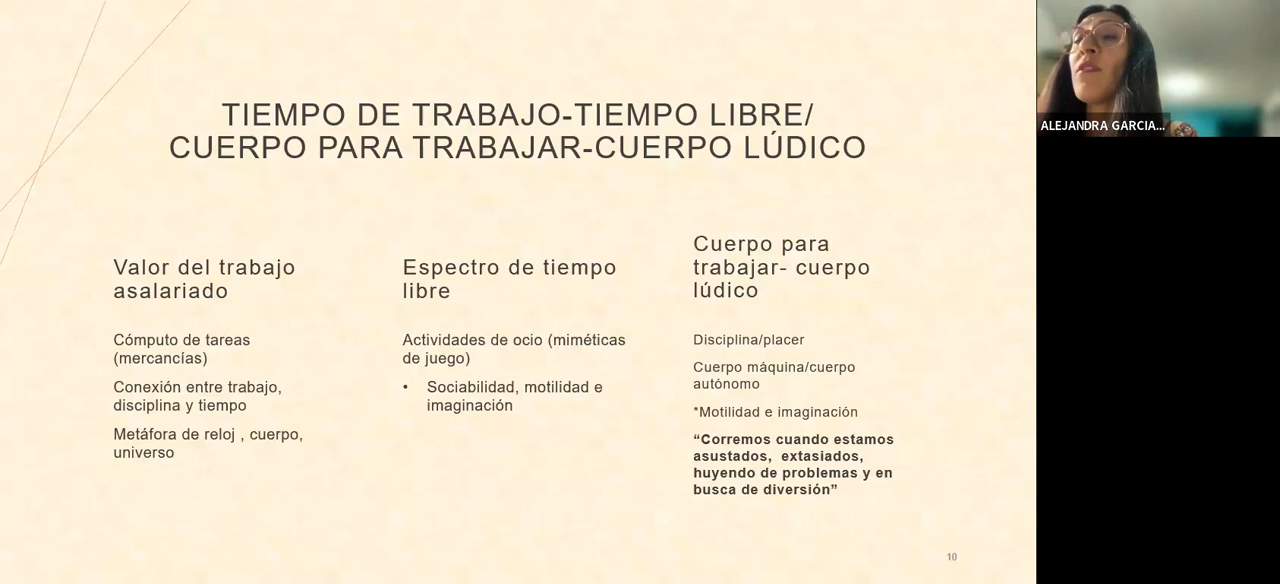 TIEMPO DE TRABAJO-TIEMPO LIBRE/
CUERPO PARA TRABAJAR-CUERPO LÚDICO
Valor del trabajo
asalariado
Cómputo de tareas
(mercancías)
Conexión entre trabajo,
disciplina y tiempo
Metáfora de reloj , cuerpo,
universo
Espectro de tiempo
libre
Actividades de ocio (miméticas
de juego)
• Sociabilidad, motilidad e
imaginación
Cuerpo para
trabajar- cuerpo
lúdico
Disciplina/placer
Cuerpo máquina/cuerpo
autónomo
*Motilidad e imaginación
“Corremos cuando estamos
asustados, extasiados,
huyendo de problemas y en
busca de diversión”
10
ALEJANDRA GARCIA...